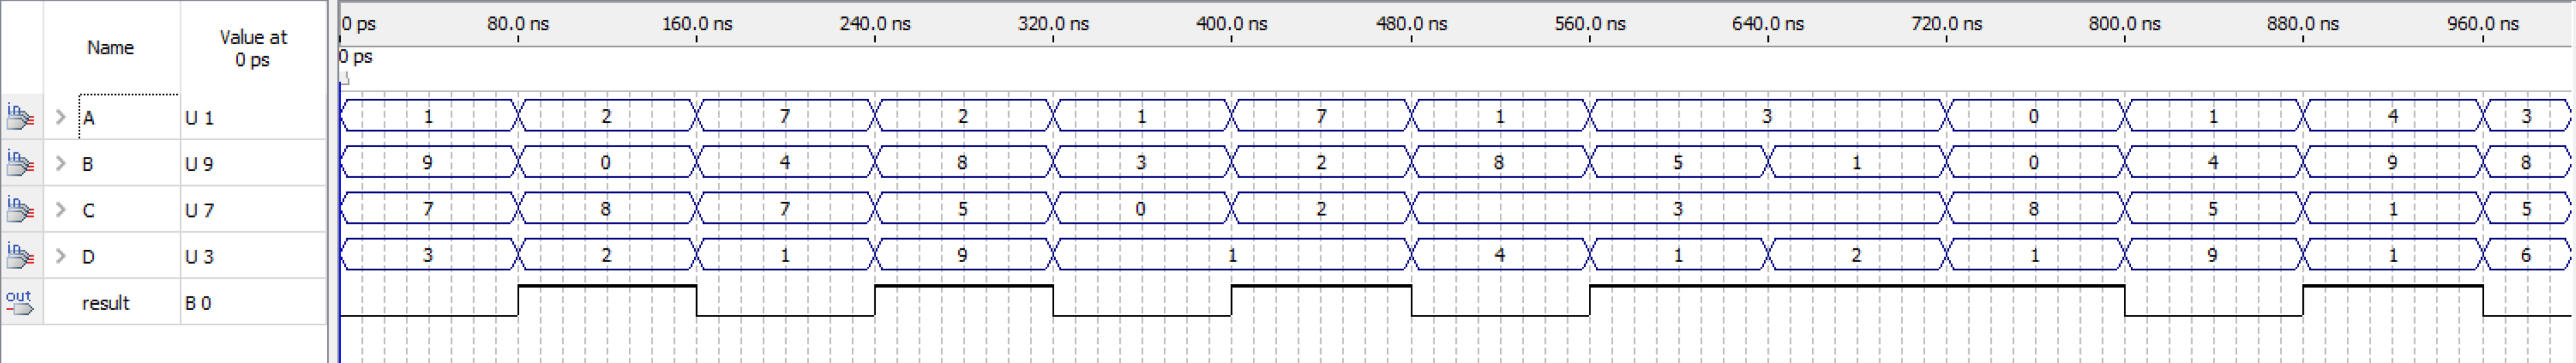 Name
Value at
0 ps
0 ps 80.0 ns 160.0 ns 240.0 ns 320.0 ns 400.0 ns 480.0 ns 560.0 ns 640.0 ns 720.0 ns 800.0 ns 880.0 ns 960.0 ns
0 ps
in A U 1 1 2 7 2 1 7 1 3 0 1 4 3
in B U 9 9 0 4 8 3 2 8 5 1 0 4 9 8
in C U 7 7 8 7 5 0 2 3 8 5 1 5
in D U 3 3 2 1 9 1 4 1 2 1 9 1 6
out result B 0